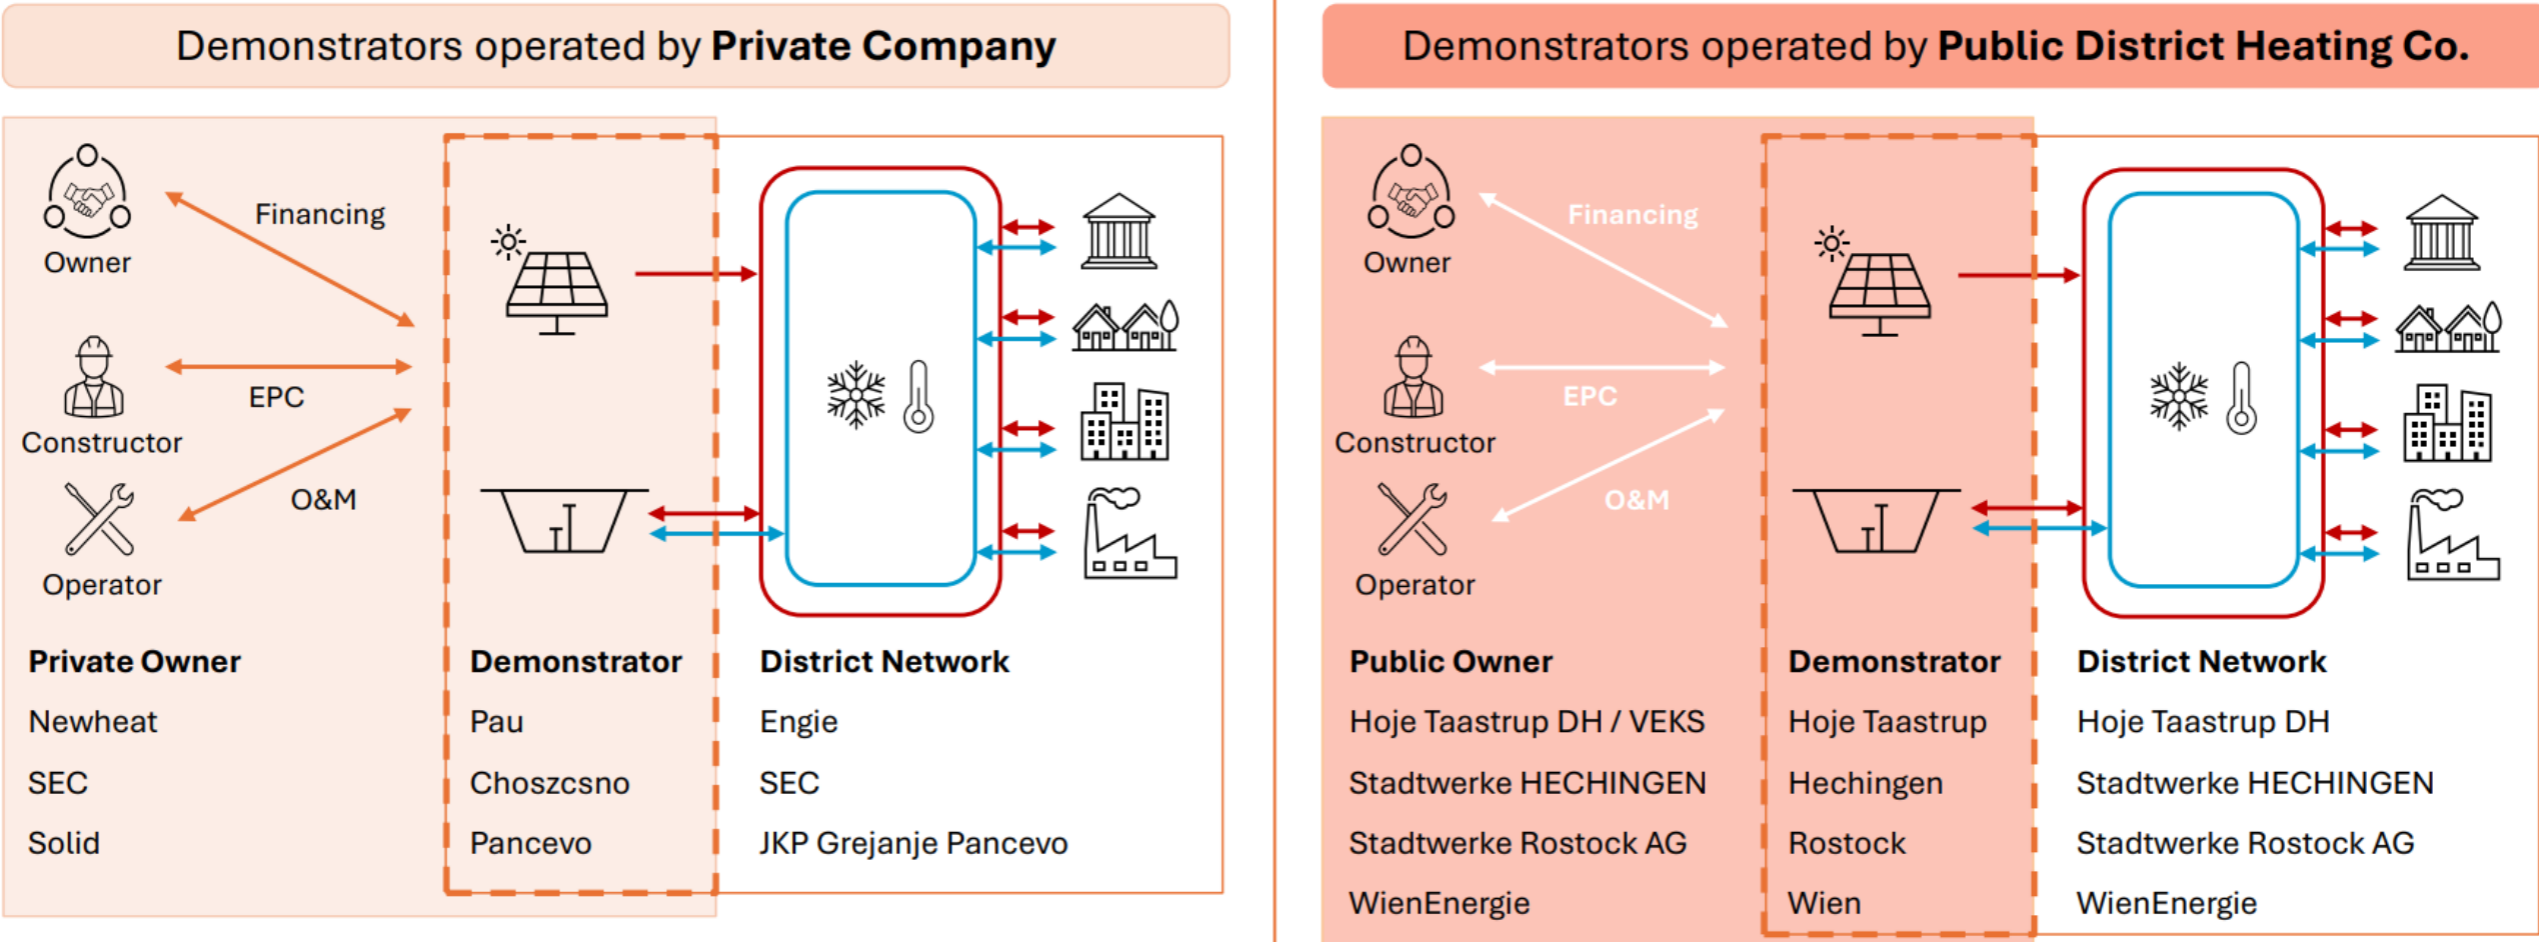 Demonstrators operated by Private Company
Owner
Financing
Constructor
EPC
Operator
O&M
Private Owner Demonstrator District Network
Newheat Pau Engie
SEC Choszcsno SEC
Solid Pancevo JKP Grejanje Pancevo
Demonstrators operated by Public District Heating Co.
Owner
Financing
Constructor
EPC
Operator
O&M
Public Owner Demonstrator District Network
Hoje Taastrup DH / VEKS Hoje Taastrup Hoje Taastrup DH
Stadtwerke HECHINGEN Hechingen Stadtwerke HECHINGEN
Stadtwerke Rostock AG Rostock Stadtwerke Rostock AG
WienEnergie Wien WienEnergie